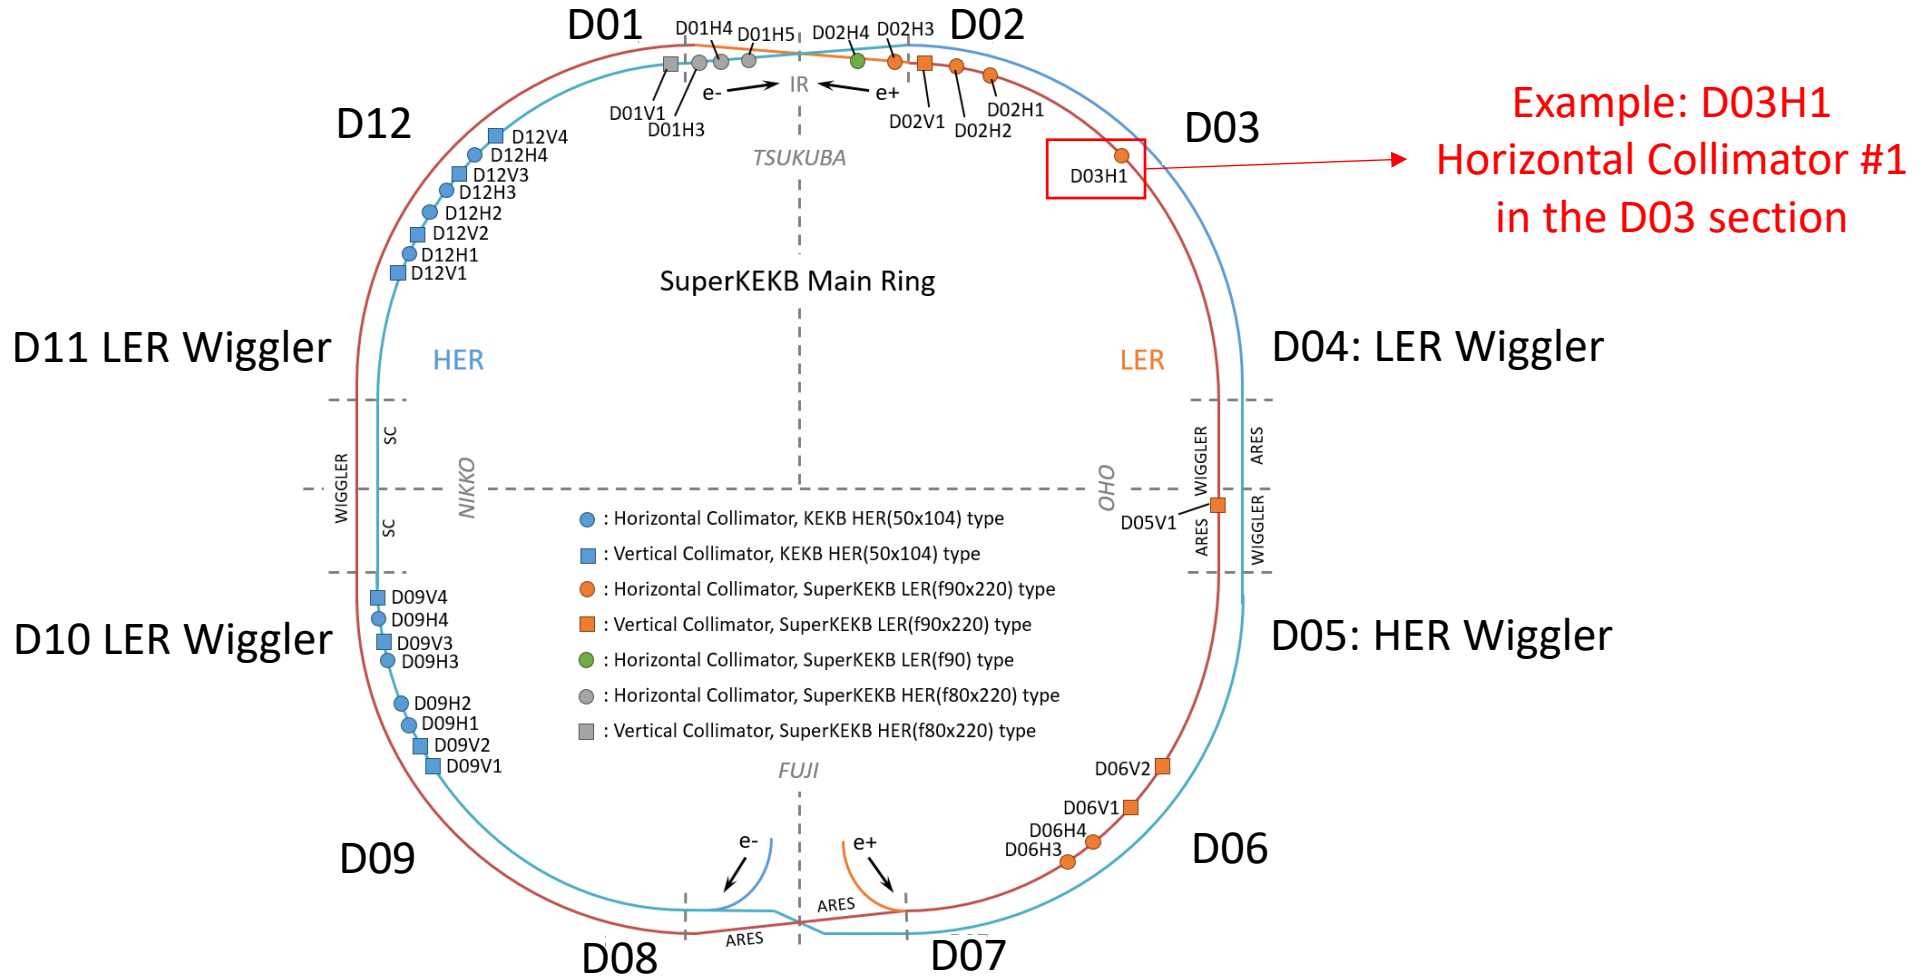 D01
D02
D01H4
D01H5
D02H4
D02H3
IR
e-
e+
D01V1
D01H3
D02V1
D02H2
D02H1
D12
D03
TSUKUBA
D12V4
D12H4
D12V3
D12H3
D12H2
D12V2
D12H1
D12V1
D03H1
Example: D03H1
Horizontal Collimator #1
in the D03 section
SuperKEKB Main Ring
D11 LER Wiggler
HER
LER
D04: LER Wiggler
SC
SC
WIGGLER
NIKKO
OHO
WIGGLER
ARES
D05V1
ARES
WIGGLER
: Horizontal Collimator, KEKB HER(50x104) type
: Vertical Collimator, KEKB HER(50x104) type
: Horizontal Collimator, SuperKEKB LER(f90x220) type
: Vertical Collimator, SuperKEKB LER(f90x220) type
: Horizontal Collimator, SuperKEKB LER(f90) type
: Horizontal Collimator, SuperKEKB HER(f80x220) type
: Vertical Collimator, SuperKEKB HER(f80x220) type
D10 LER Wiggler
D05: HER Wiggler
D09V4
D09H4
D09V3
D09H3
D09H2
D09H1
D09V2
D09V1
FUJI
D06V2
D06V1
D06H4
D06H3
D09
D06
e-
e+
ARES
ARES
D08
D07